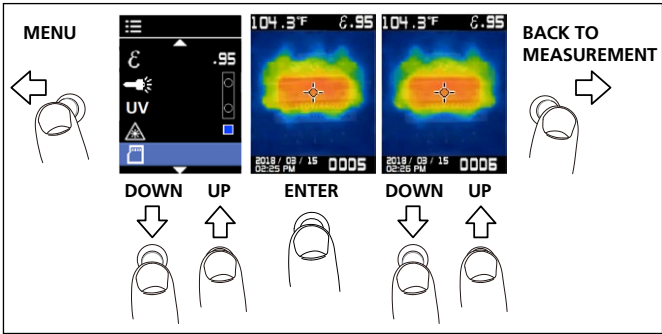 MENU
ε .95
UV
104.3°F ε.95
2018 / 03 / 15
02:25 PM 0005
104.3°F ε.95
2018 / 03 / 15
02:25 PM 0006
BACK TO
MEASUREMENT
DOWN UP ENTER DOWN UP